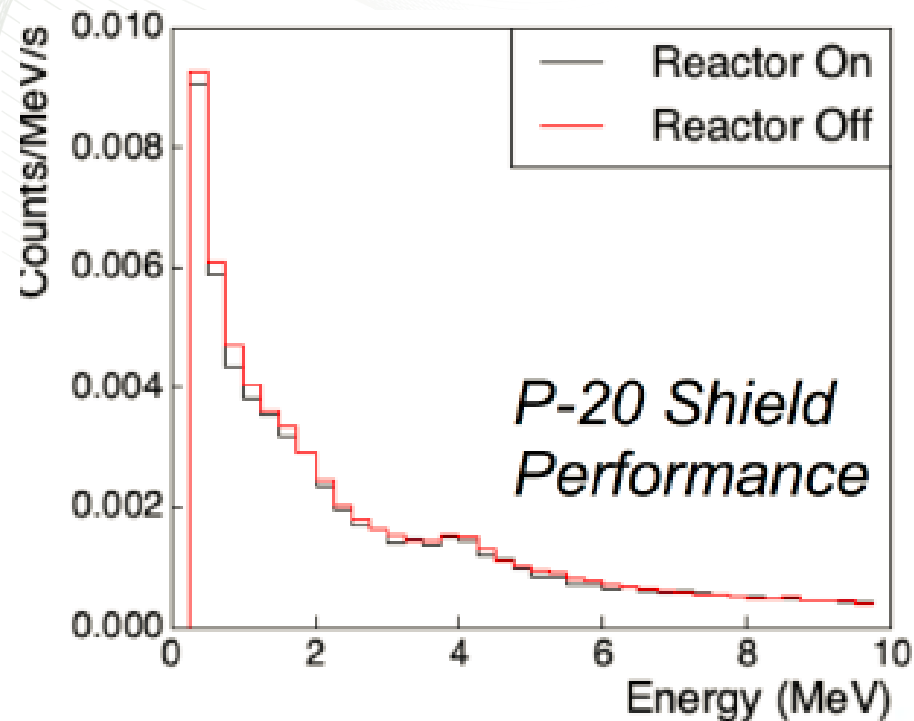 Counts/MeV/s
0.010
0.008
0.006
0.004
0.002
0.000
Reactor On
Reactor Off
P-20 Shield
Performance
0 2 4 6 8 10
Energy (MeV)